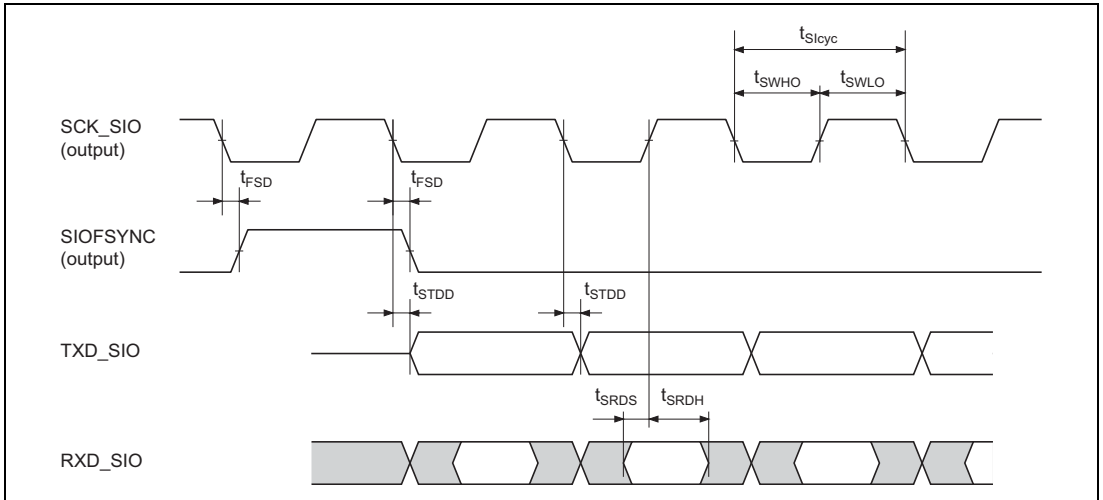 tSIcyc
tSWHO tSWLO
SCK_SIO
(output)
tFSD tFSD
SIOFSYNC
(output)
tSTDD tSTDD
TXD_SIO
tSRDS tSRDH
RXD_SIO